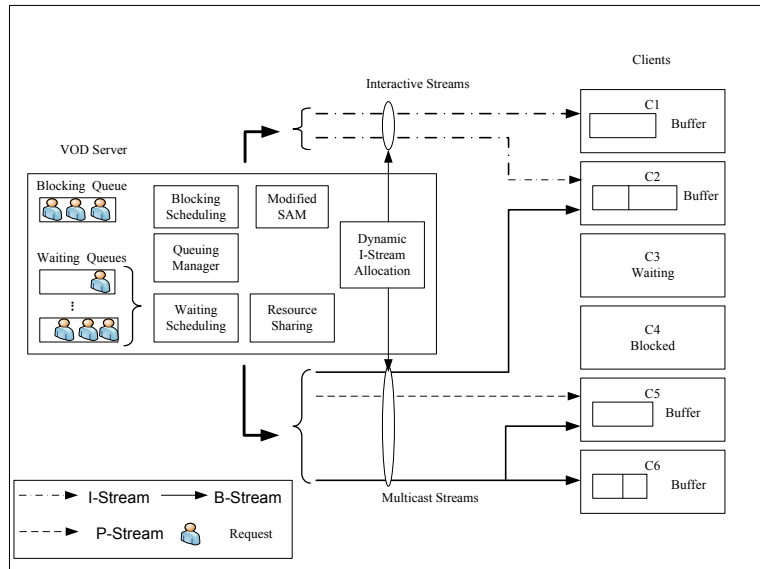 Clients
Interactive Streams
C1
Buffer
VOD Server
C2
Buffer
Blocking Queue
Blocking
Scheduling
Modified
SAM
Dynamic
I-Stream
Allocation
Queuing
Manager
C3
Waiting
Waiting Queues
...
Waiting
Scheduling
Resource
Sharing
C4
Blocked
C5
Buffer
C6
Buffer
Multicast Streams
I-Stream
B-Stream
P-Stream
Request